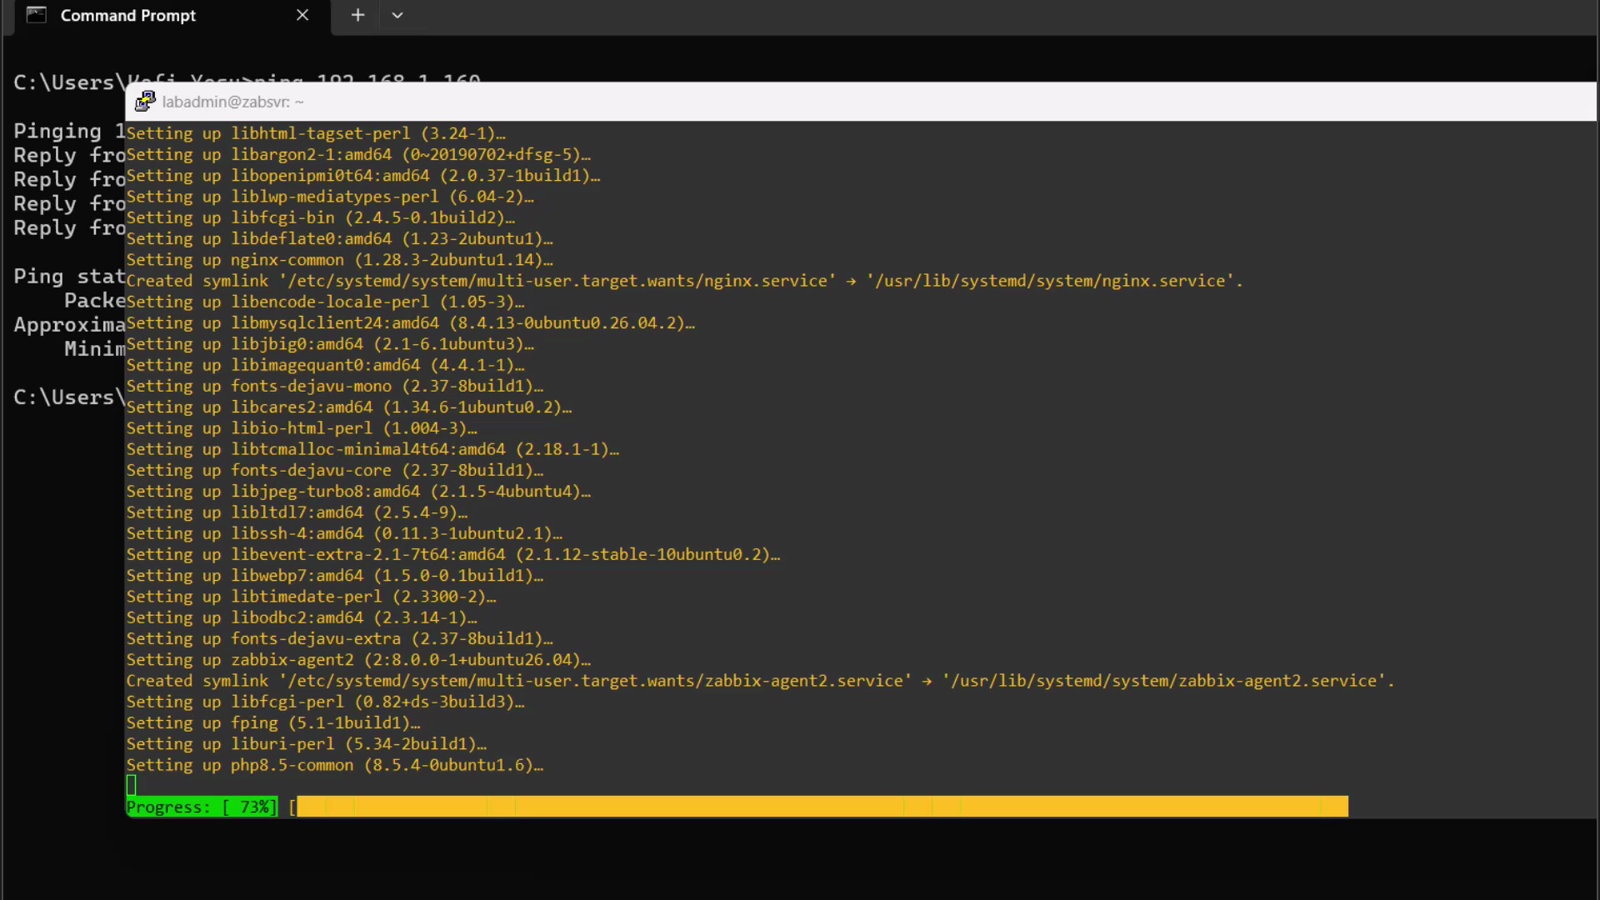 Command Prompt
C:\Users\Kofi Yesu>ping 192.168.1.160
labadmin@zabsvr: ~
Pinging 1
Reply fro
Reply fro
Reply fro
Reply fro
Ping stat
Packe
Approxima
Minim
C:\Users\
Setting up libhtml-tagset-perl (3.24-1)…
Setting up libargon2-1:amd64 (0~20190702+dfsg-5)…
Setting up libopenipmi0t64:amd64 (2.0.37-1build1)…
Setting up liblwp-mediatypes-perl (6.04-2)…
Setting up libfcgi-bin (2.4.5-0.1build2)…
Setting up libdeflate0:amd64 (1.23-2ubuntu1)…
Setting up nginx-common (1.28.3-2ubuntu1.14)…
Created symlink '/etc/systemd/system/multi-user.target.wants/nginx.service' → '/usr/lib/systemd/system/nginx.service'.
Setting up libencode-locale-perl (1.05-3)…
Setting up libmysqlclient24:amd64 (8.4.13-0ubuntu0.26.04.2)…
Setting up libjbig0:amd64 (2.1-6.1ubuntu3)…
Setting up libimagequant0:amd64 (4.4.1-1)…
Setting up fonts-dejavu-mono (2.37-8build1)…
Setting up libcares2:amd64 (1.34.6-1ubuntu0.2)…
Setting up libio-html-perl (1.004-3)…
Setting up libtcmalloc-minimal4t64:amd64 (2.18.1-1)…
Setting up fonts-dejavu-core (2.37-8build1)…
Setting up libjpeg-turbo8:amd64 (2.1.5-4ubuntu4)…
Setting up libltdl7:amd64 (2.5.4-9)…
Setting up libssh-4:amd64 (0.11.3-1ubuntu2.1)…
Setting up libevent-extra-2.1-7t64:amd64 (2.1.12-stable-10ubuntu0.2)…
Setting up libwebp7:amd64 (1.5.0-0.1build1)…
Setting up libtimedate-perl (2.3300-2)…
Setting up libodbc2:amd64 (2.3.14-1)…
Setting up fonts-dejavu-extra (2.37-8build1)…
Setting up zabbix-agent2 (2:8.0.0-1+ubuntu26.04)…
Created symlink '/etc/systemd/system/multi-user.target.wants/zabbix-agent2.service' → '/usr/lib/systemd/system/zabbix-agent2.service'.
Setting up libfcgi-perl (0.82+ds-3build3)…
Setting up fping (5.1-1build1)…
Setting up liburi-perl (5.34-2build1)…
Setting up php8.5-common (8.5.4-0ubuntu1.6)…
Progress: [ 73%] [